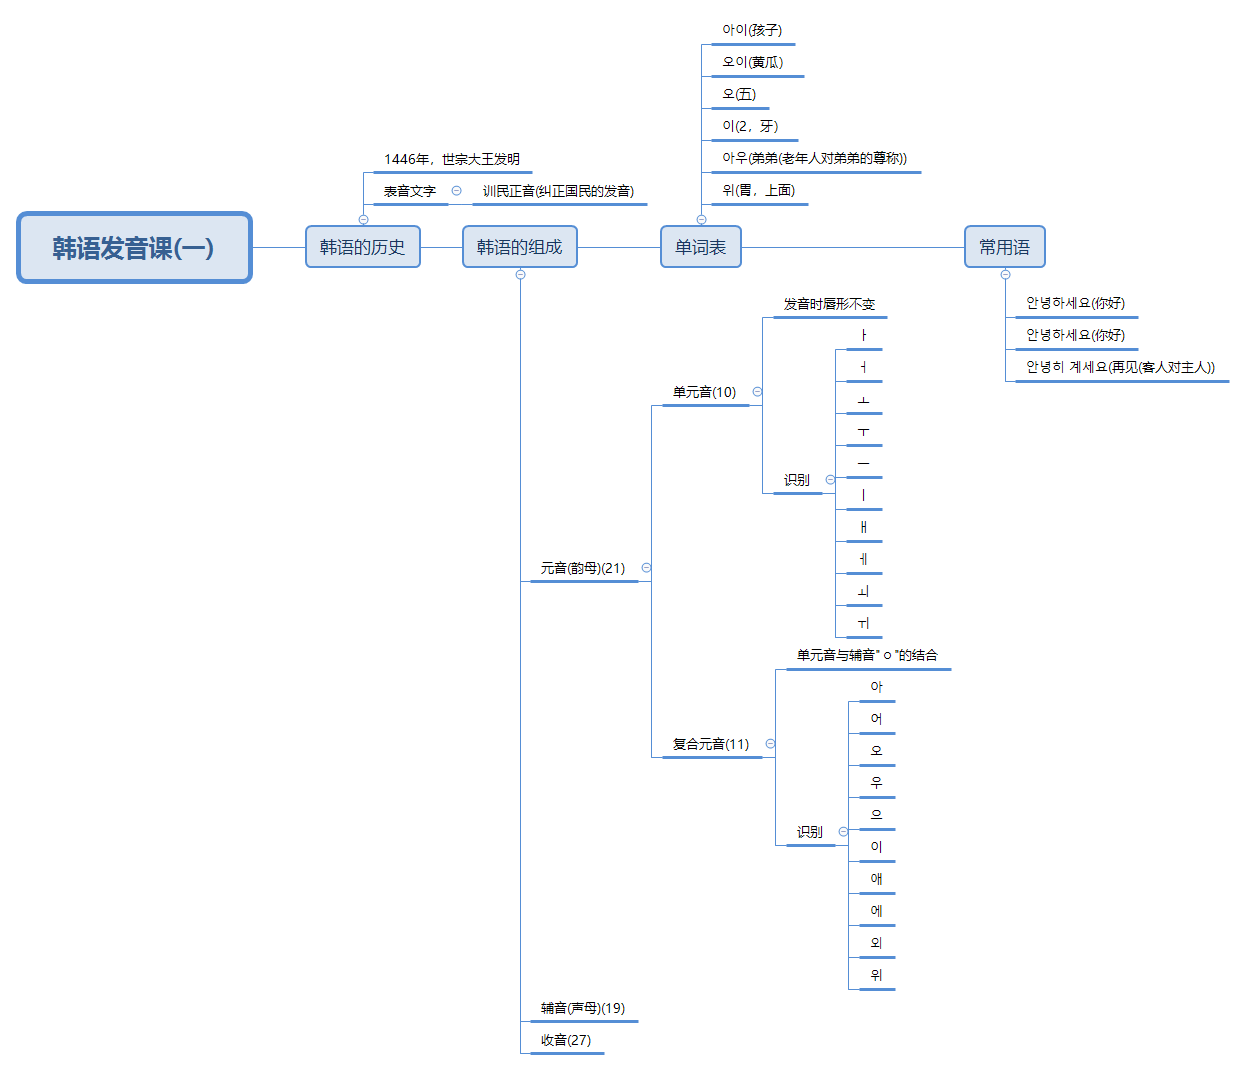 韩语发音课(一)
韩语的历史
1446年，世宗大王发明
表音文字
训民正音(纠正国民的发音)
韩语的组成
元音(韵母)(21)
单元音(10)
发音时唇形不变
识别
ㅏ
ㅓ
ㅗ
ㅜ
ㅡ
ㅣ
ㅐ
ㅔ
ㅚ
ㅟ
复合元音(11)
单元音与辅音"ㅇ"的结合
识别
아
어
오
우
으
이
애
에
외
위
辅音(声母)(19)
收音(27)
单词表
아이(孩子)
오이(黄瓜)
오(五)
이(2，牙)
아우(弟弟(老年人对弟弟的尊称))
위(胃，上面)
常用语
안녕하세요(你好)
안녕하세요(你好)
안녕히 계세요(再见(客人对主人))